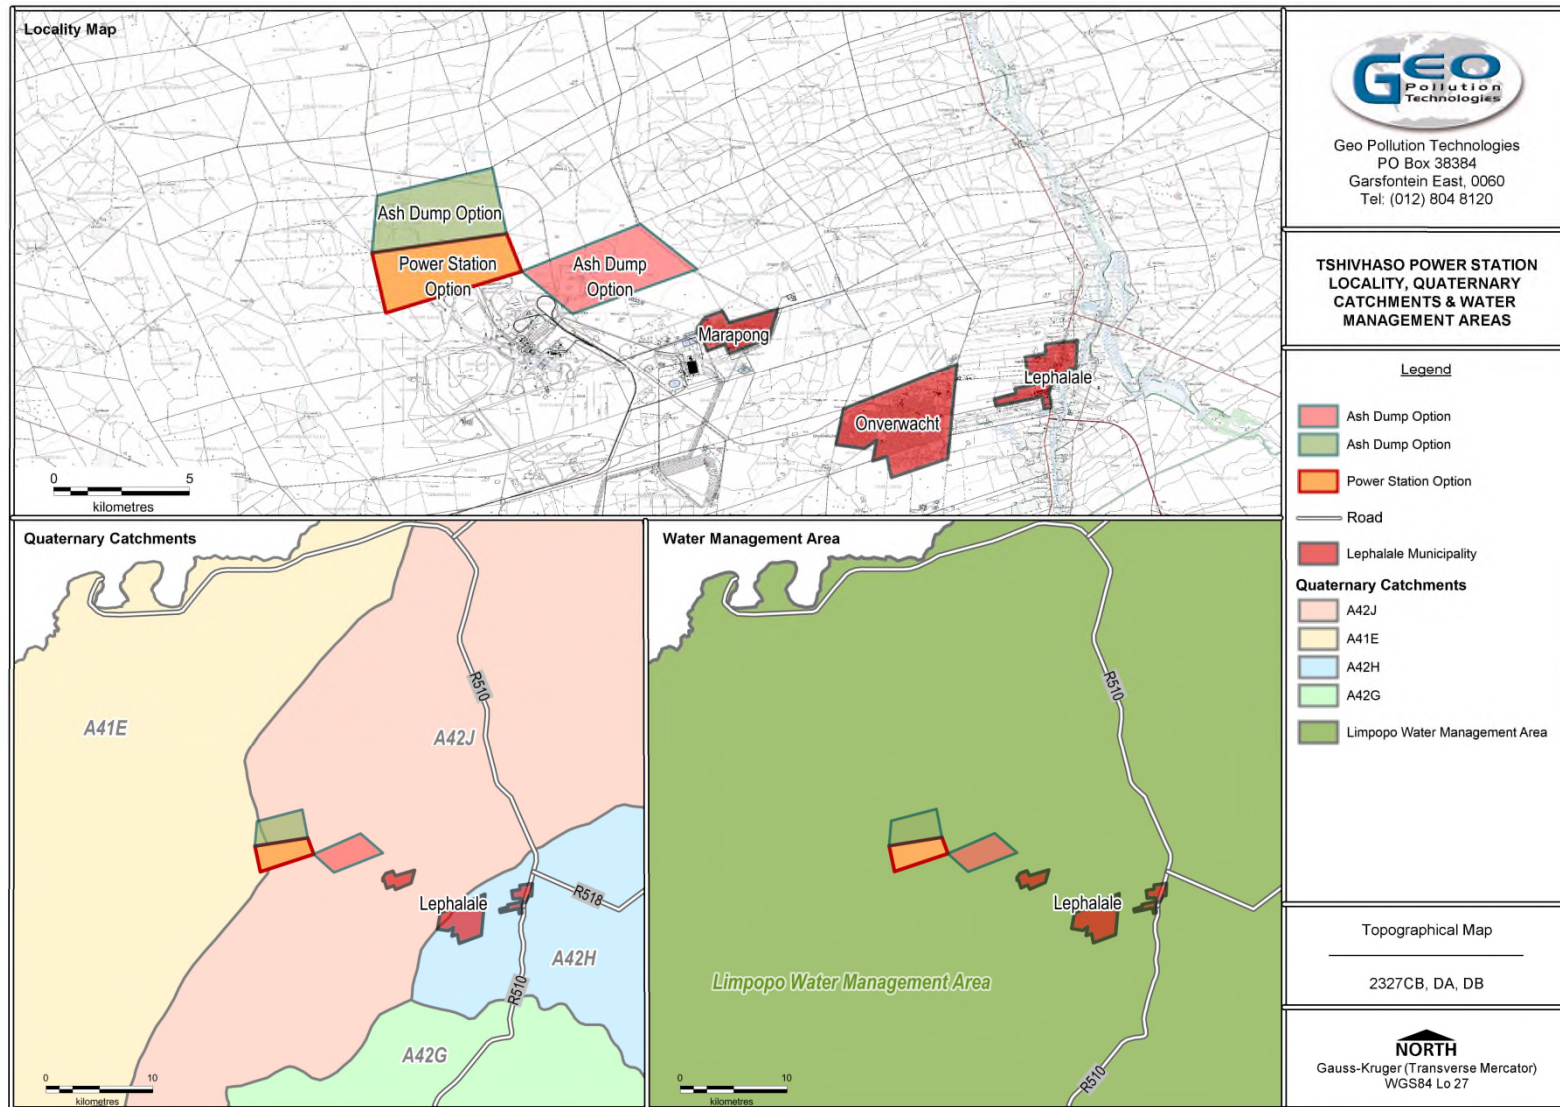 Locality Map
Ash Dump Option
Power Station
Option
Ash Dump
Option
Marapong
Onverwacht
Lephalale
0 5
kilometres
Quaternary Catchments
A41E
A42J
R510
Lephalale
R518
A42H
R510
A42G
0 10
kilometres
Water Management Area
R510
Lephalale
Limpopo Water Management Area
R510
0 10
kilometres
GEO
Pollution
Technologies
Geo Pollution Technologies
PO Box 38384
Garsfontein East, 0060
Tel: (012) 804 8120
TSHIVHASO POWER STATION
LOCALITY, QUATERNARY
CATCHMENTS & WATER
MANAGEMENT AREAS
Legend
Ash Dump Option
Ash Dump Option
Power Station Option
Road
Lephalale Municipality
Quaternary Catchments
A42J
A41E
A42H
A42G
Limpopo Water Management Area
Topographical Map
2327CB, DA, DB
NORTH
Gauss-Kruger (Transverse Mercator)
WGS84 Lo 27